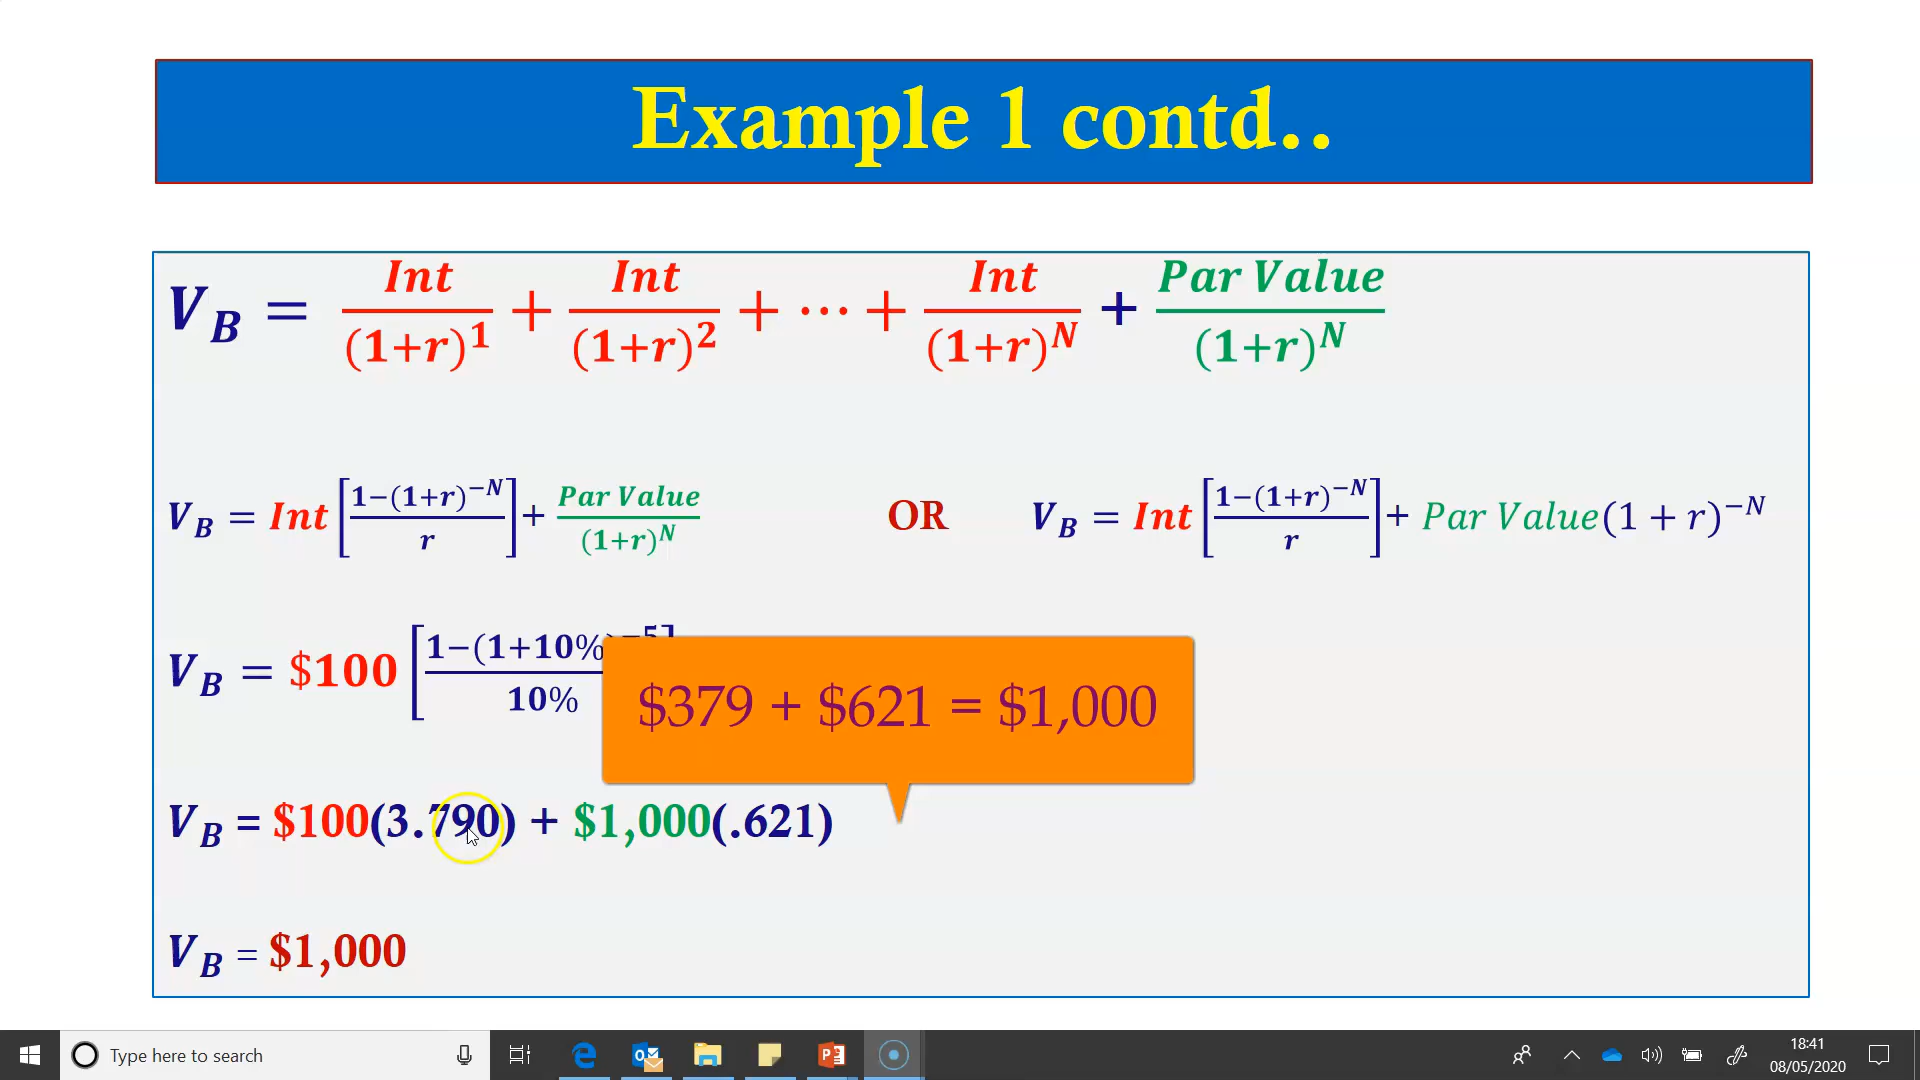 Example 1 contd..
V_B = Int/(1+r)^1 + Int/(1+r)^2 + ⋯ + Int/(1+r)^N + Par Value/(1+r)^N
V_B = Int [1−(1+r)^−N / r] + Par Value/(1+r)^N OR V_B = Int [1−(1+r)^−N / r] + Par Value(1 + r)^−N
V_B = $100 [1−(1+10%)^−5 / 10%
$379 + $621 = $1,000
V_B = $100(3.790) + $1,000(.621)
V_B = $1,000
Type here to search
18:41
08/05/2020